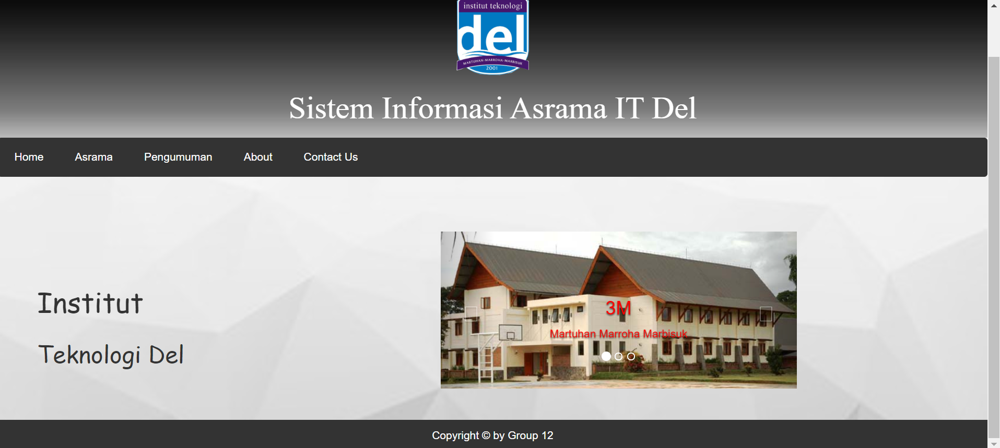 institut teknologi
del
MARTUHAN-MARROHA-MARBISUK
2001
Sistem Informasi Asrama IT Del
Home Asrama Pengumuman About Contact Us
Institut
Teknologi Del
3M
Martuhan Marroha Marbisuk
Copyright © by Group 12